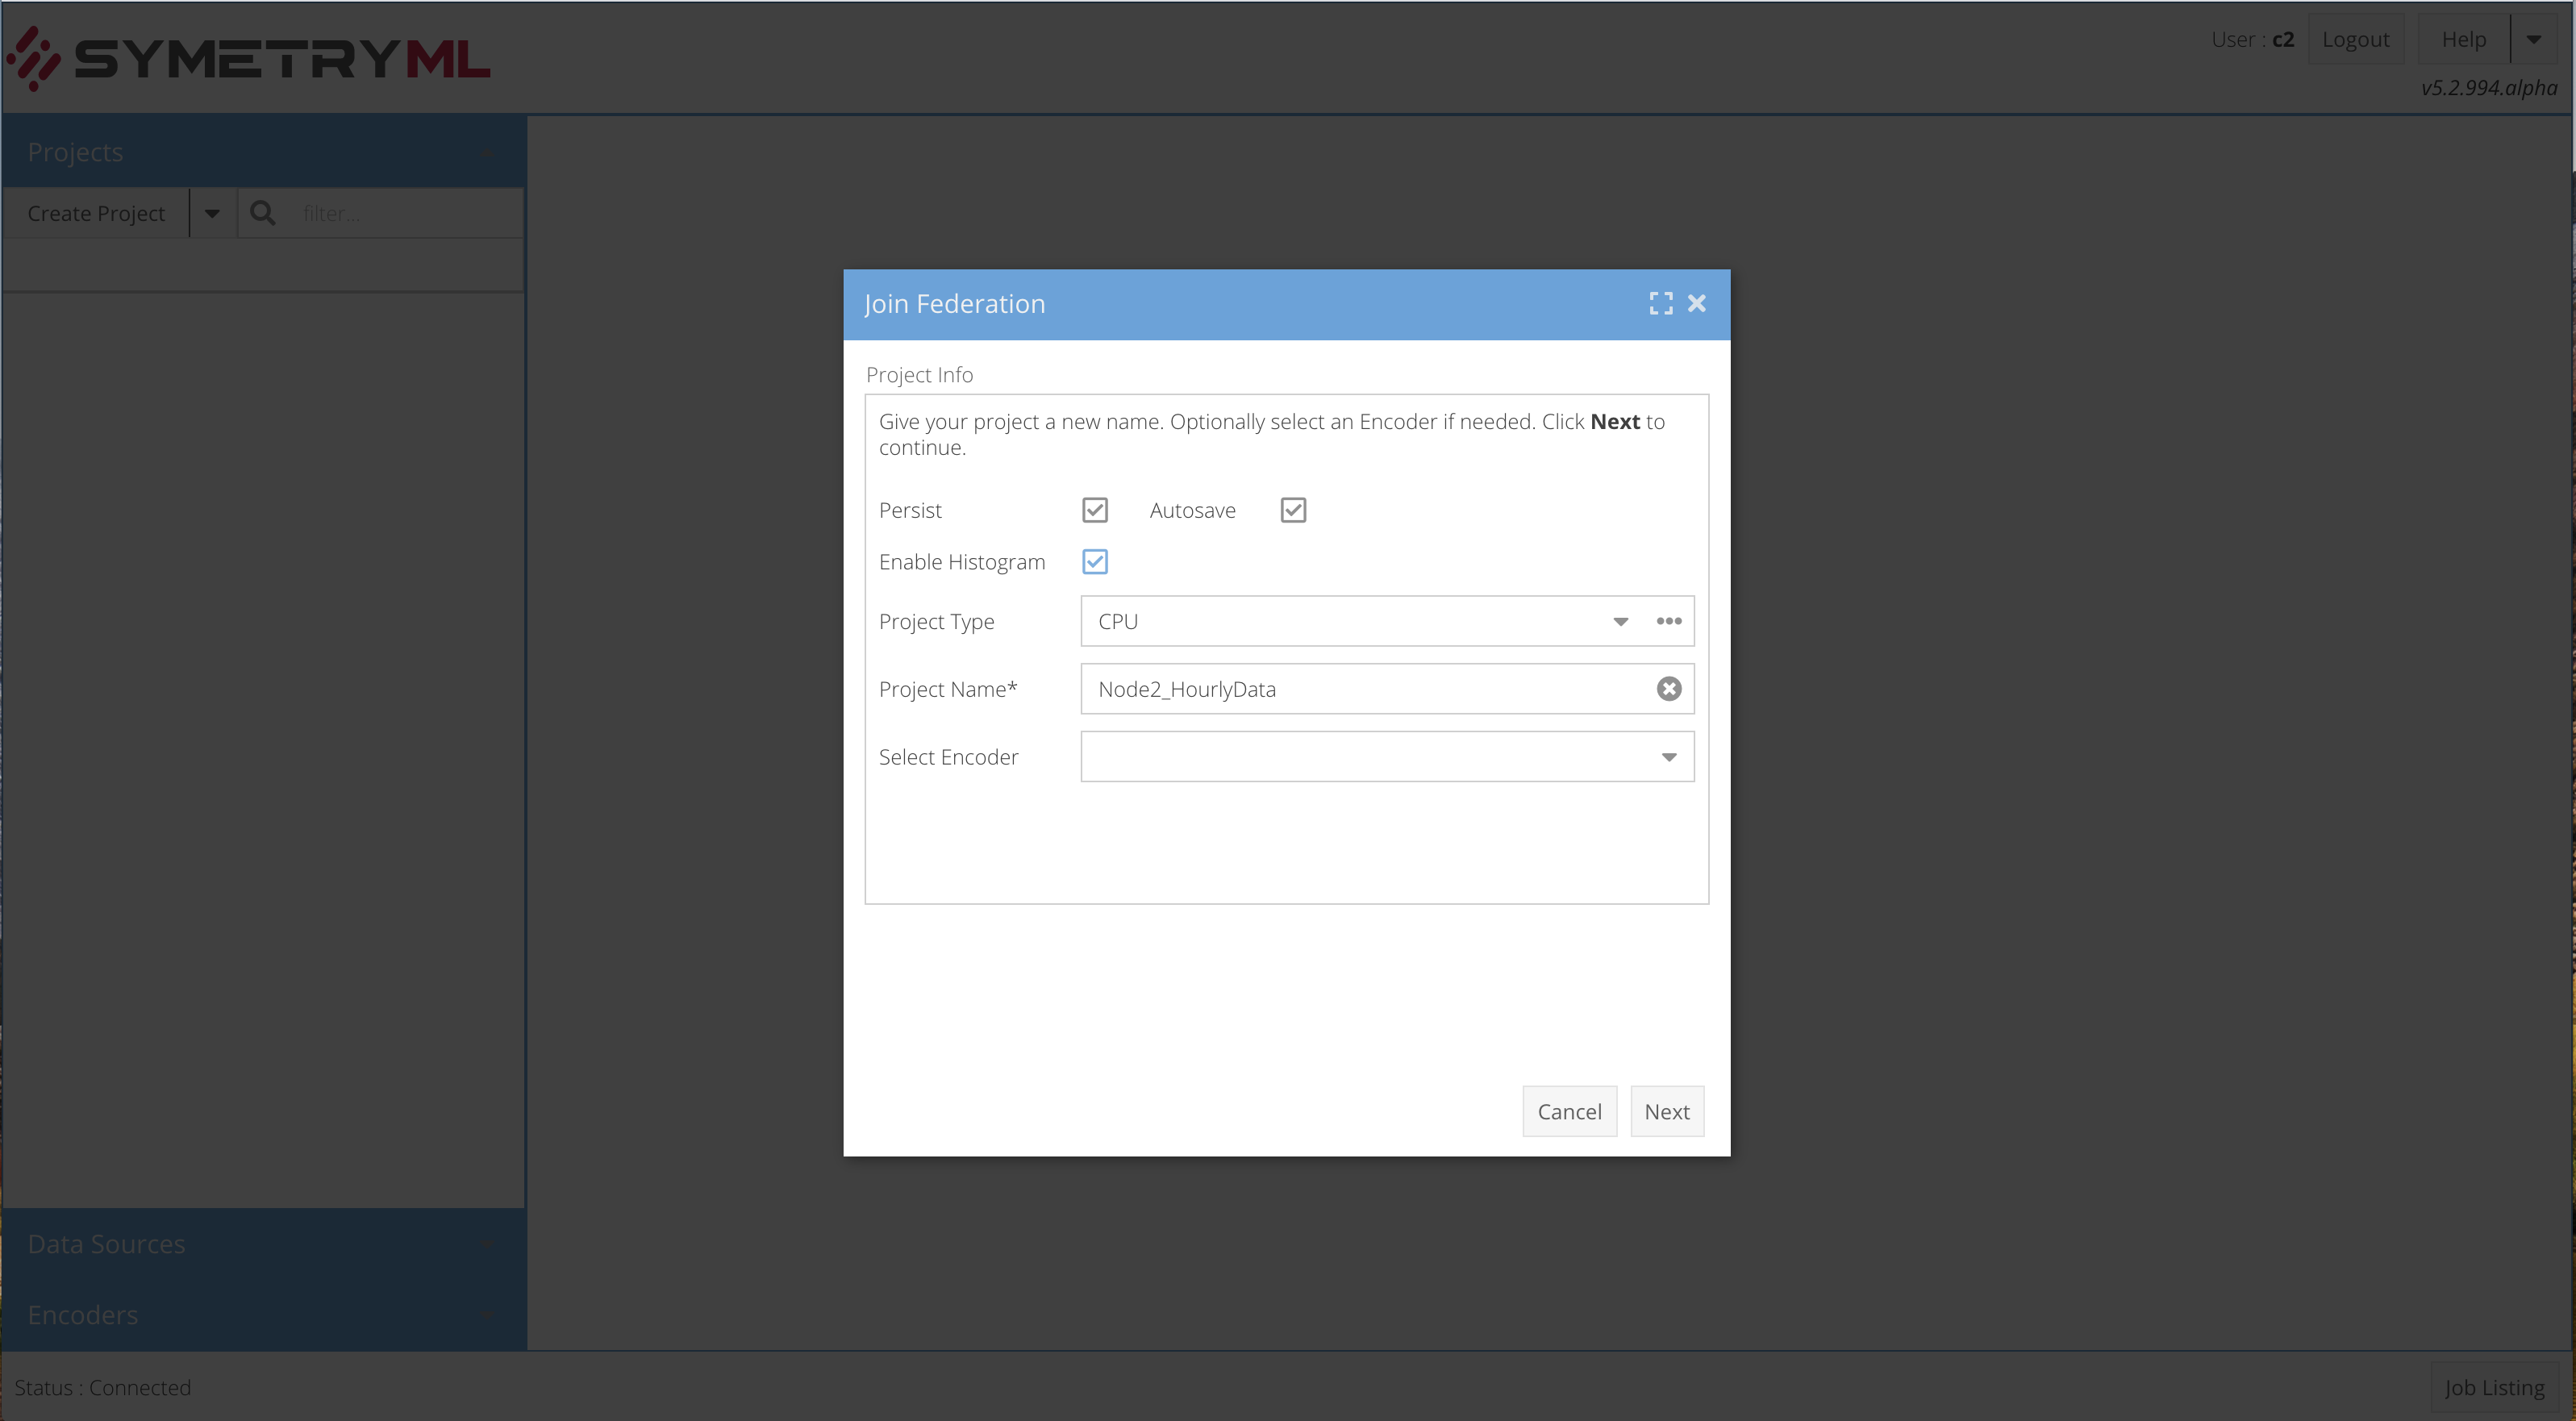 SYMETRYML
User : c2
Logout
Help
v5.2.994.alpha
Projects
Create Project
filter...
Join Federation
Project Info
Give your project a new name. Optionally select an Encoder if needed. Click Next to
continue.
Persist
Autosave
Enable Histogram
Project Type
CPU
Project Name*
Node2_HourlyData
Select Encoder
Cancel
Next
Data Sources
Encoders
Status : Connected
Job Listing